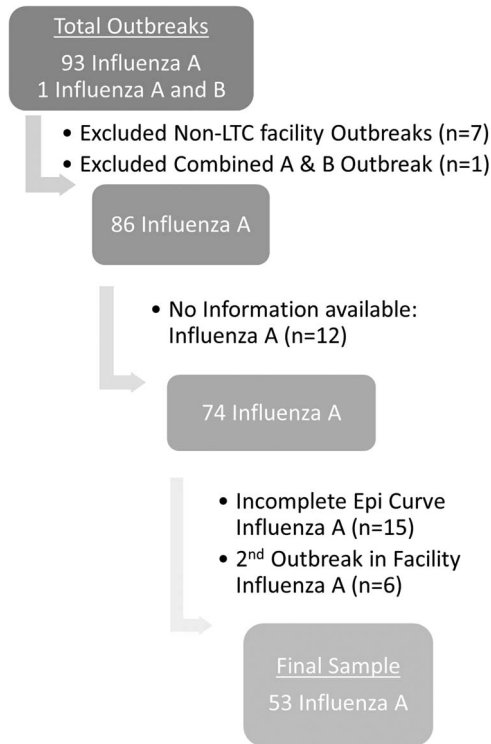 Total Outbreaks
93 Influenza A
1 Influenza A and B
• Excluded Non-LTC facility Outbreaks (n=7)
• Excluded Combined A & B Outbreak (n=1)
86 Influenza A
• No Information available:
Influenza A (n=12)
74 Influenza A
• Incomplete Epi Curve
Influenza A (n=15)
• 2nd Outbreak in Facility
Influenza A (n=6)
Final Sample
53 Influenza A